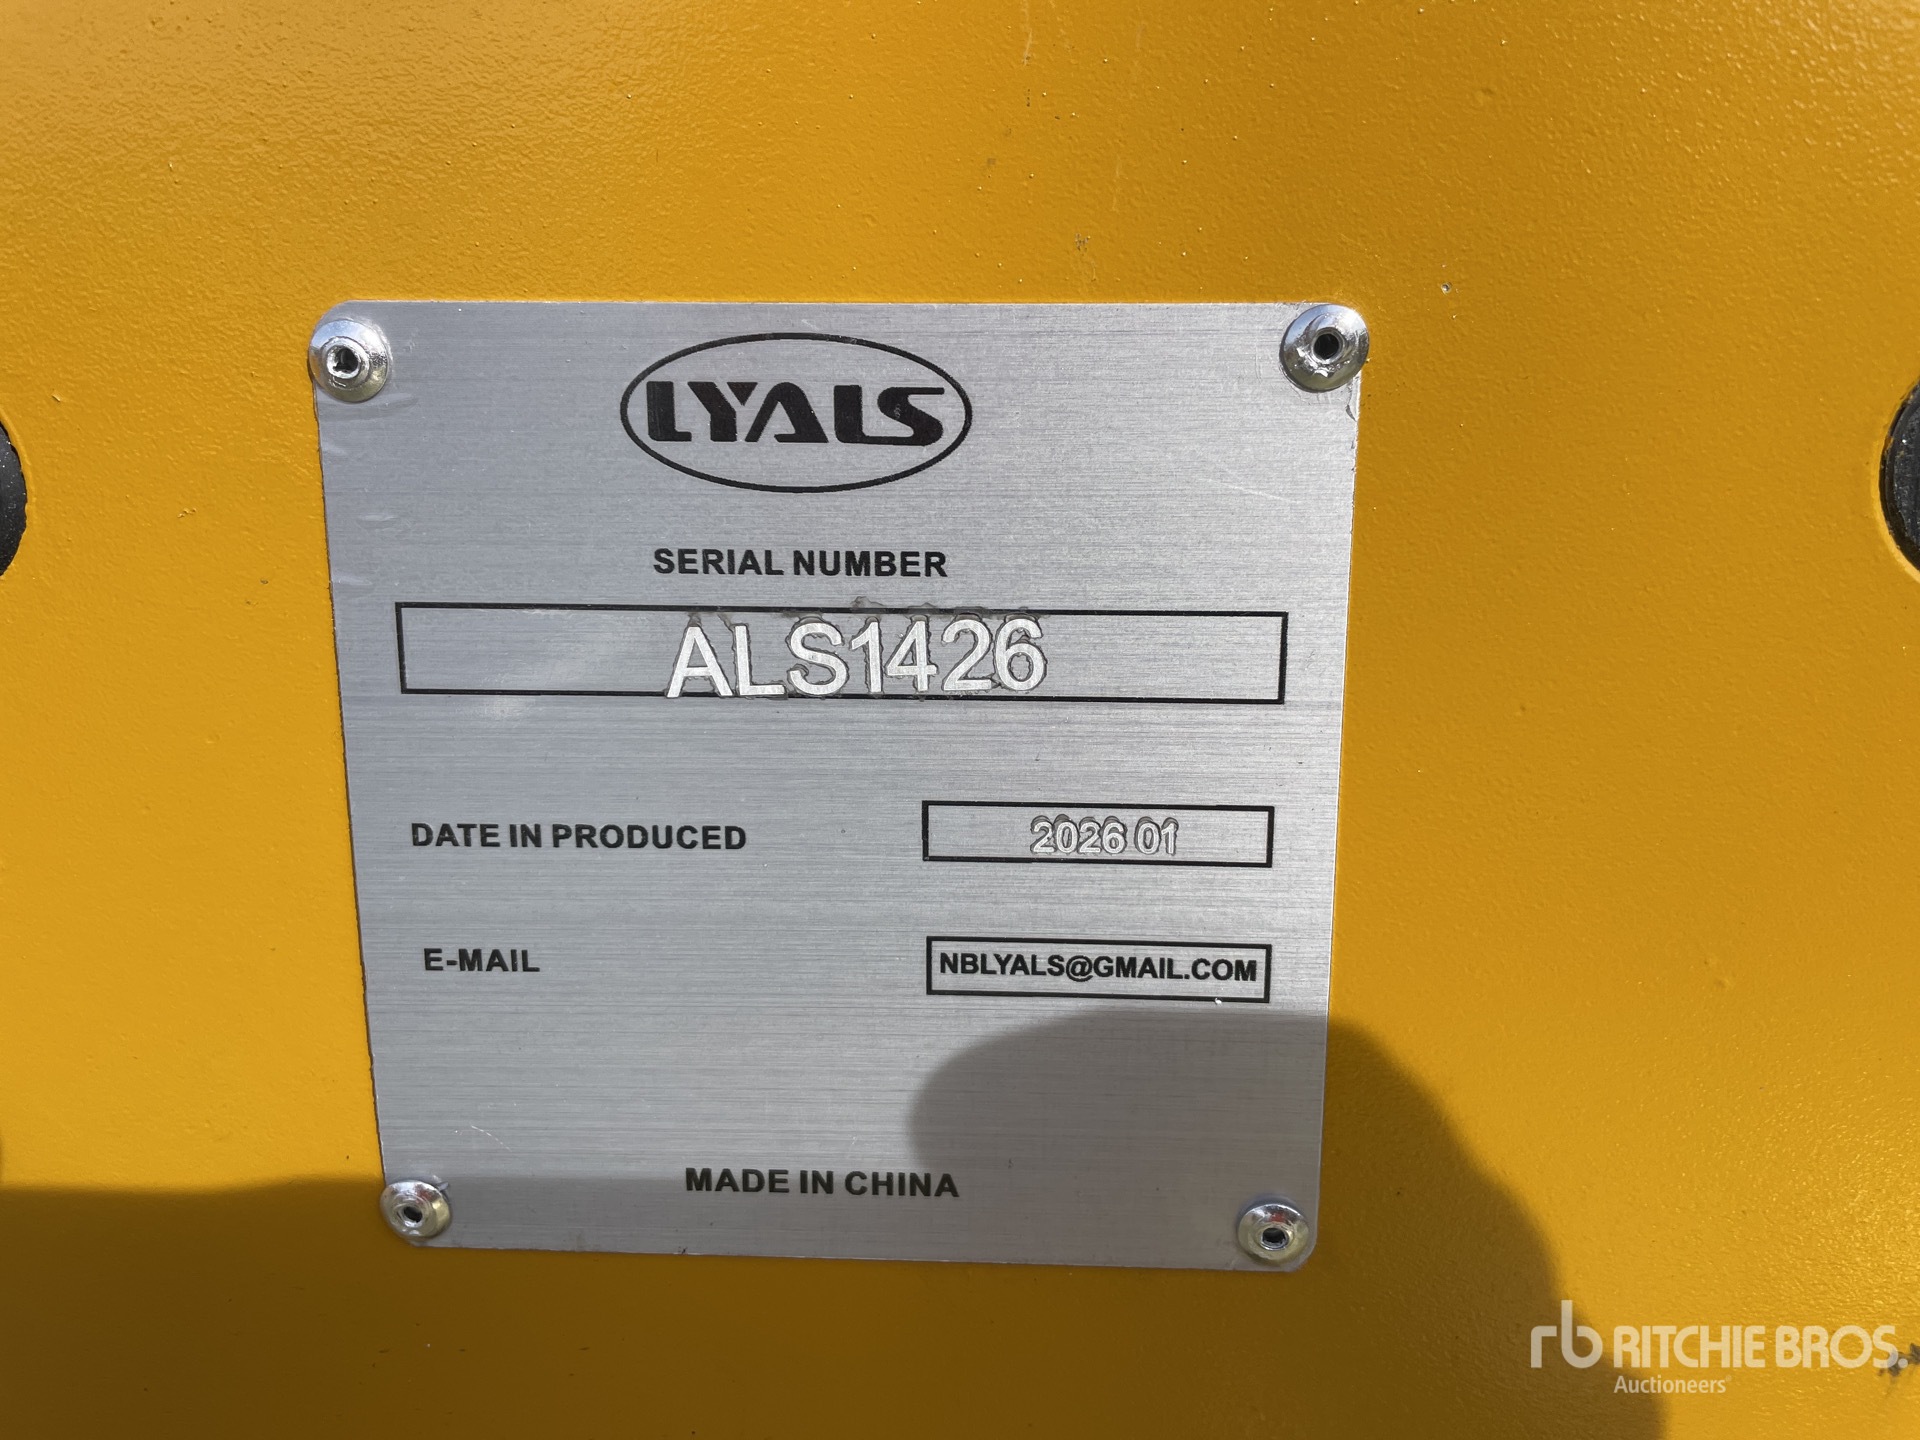 LYALS
SERIAL NUMBER
ALS1426
DATE IN PRODUCED
2026 01
E-MAIL
NBLYALS@GMAIL.COM
MADE IN CHINA
rb RITCHIE BROS.
Auctioneers